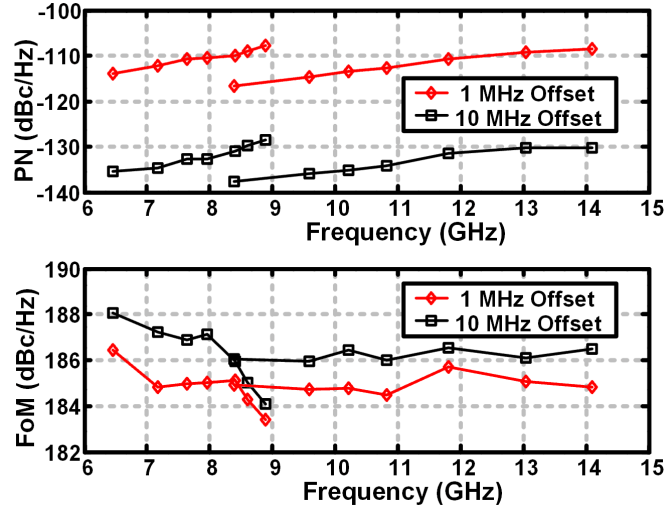 PN (dBc/Hz)
-100
-110
-120
-130
-140
1 MHz Offset
10 MHz Offset
6 7 8 9 10 11 12 13 14 15
Frequency (GHz)
FoM (dBc/Hz)
190
188
186
184
182
1 MHz Offset
10 MHz Offset
6 7 8 9 10 11 12 13 14 15
Frequency (GHz)